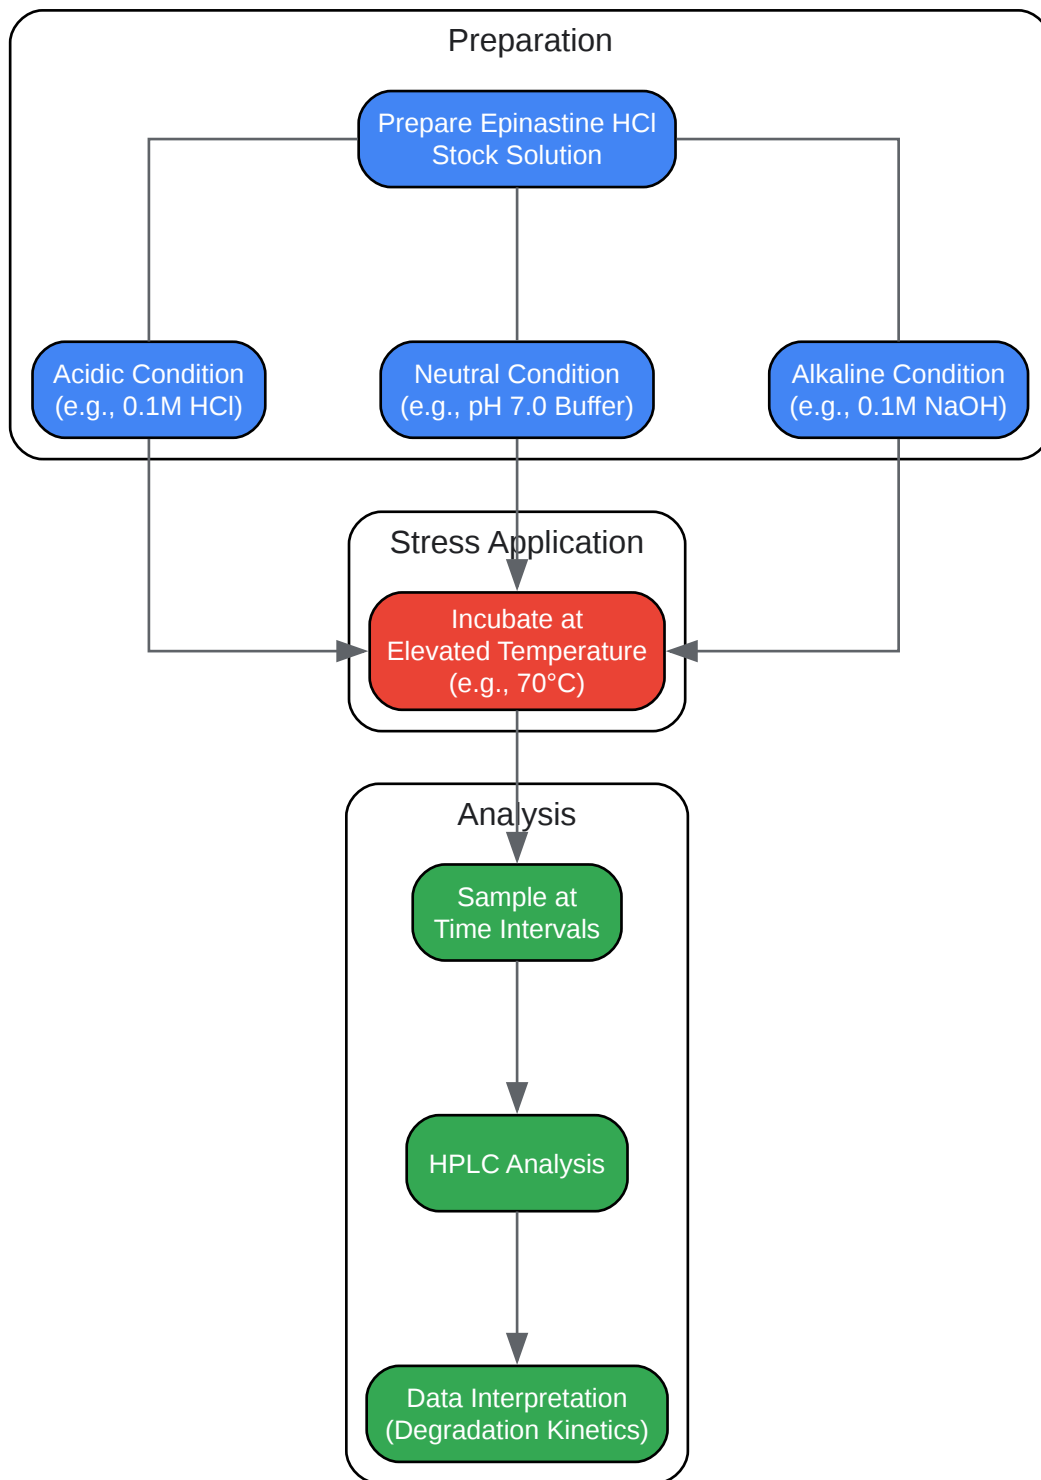 Preparation
Prepare Epinastine HCl
Stock Solution
Acidic Condition
(e.g., 0.1M HCl)
Neutral Condition
(e.g., pH 7.0 Buffer)
Alkaline Condition
(e.g., 0.1M NaOH)
Stress Application
Incubate at
Elevated Temperature
(e.g., 70°C)
Analysis
Sample at
Time Intervals
HPLC Analysis
Data Interpretation
(Degradation Kinetics)